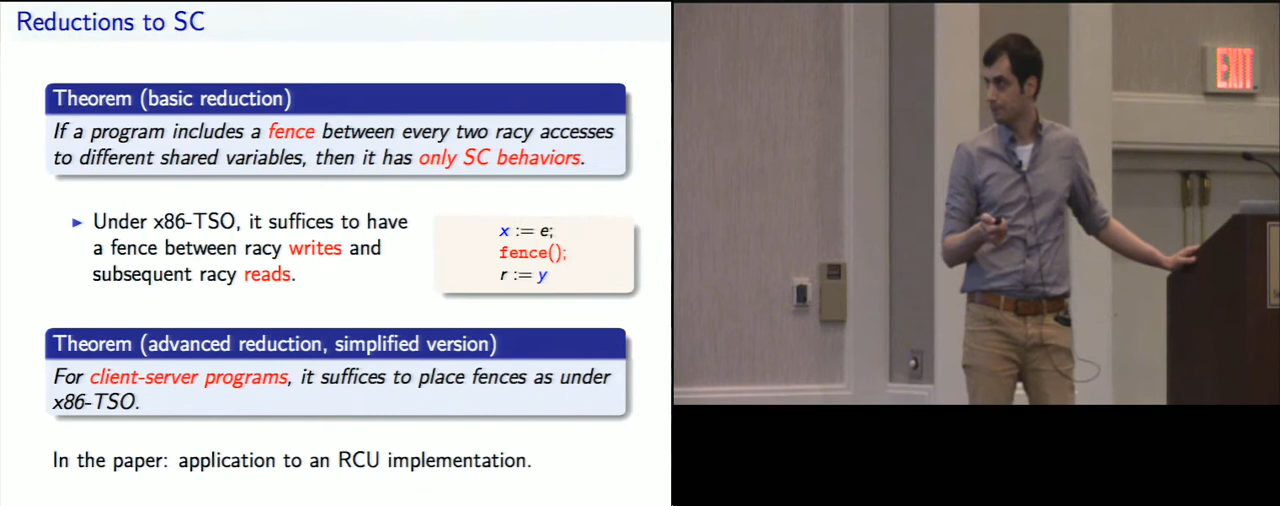 Reductions to SC
Theorem (basic reduction)
If a program includes a fence between every two racy accesses
to different shared variables, then it has only SC behaviors.
▸ Under x86-TSO, it suffices to have
a fence between racy writes and
subsequent racy reads.
x := e;
fence();
r := y
Theorem (advanced reduction, simplified version)
For client-server programs, it suffices to place fences as under
x86-TSO.
In the paper: application to an RCU implementation.
EXIT